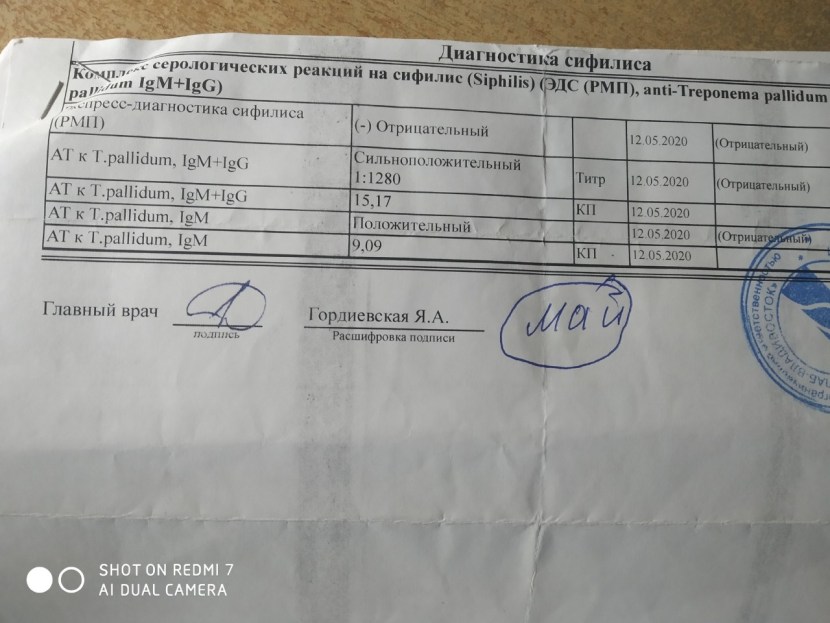 Диагностика сифилиса
Комплекс серологических реакций на сифилис (Siphilis) (ЭДС (РМП), anti-Treponema pallidum
IgM+IgG)
диагностика сифилиса
(РМП) (-) Отрицательный 12.05.2020 (Отрицательный)
АТ к T.pallidum, IgM+IgG Сильноположительный
1:1280 Титр 12.05.2020 (Отрицательный)
АТ к T.pallidum, IgM+IgG 15,17 КП 12.05.2020
АТ к T.pallidum, IgM Положительный 12.05.2020 (Отрицательный)
АТ к T.pallidum, IgM 9,09 КП 12.05.2020
Главный врач Гордиевская Я.А. май
подпись Расшифровка подписи
ответственностью
ВЛАДИВОСТОК»
SHOT ON REDMI 7
AI DUAL CAMERA